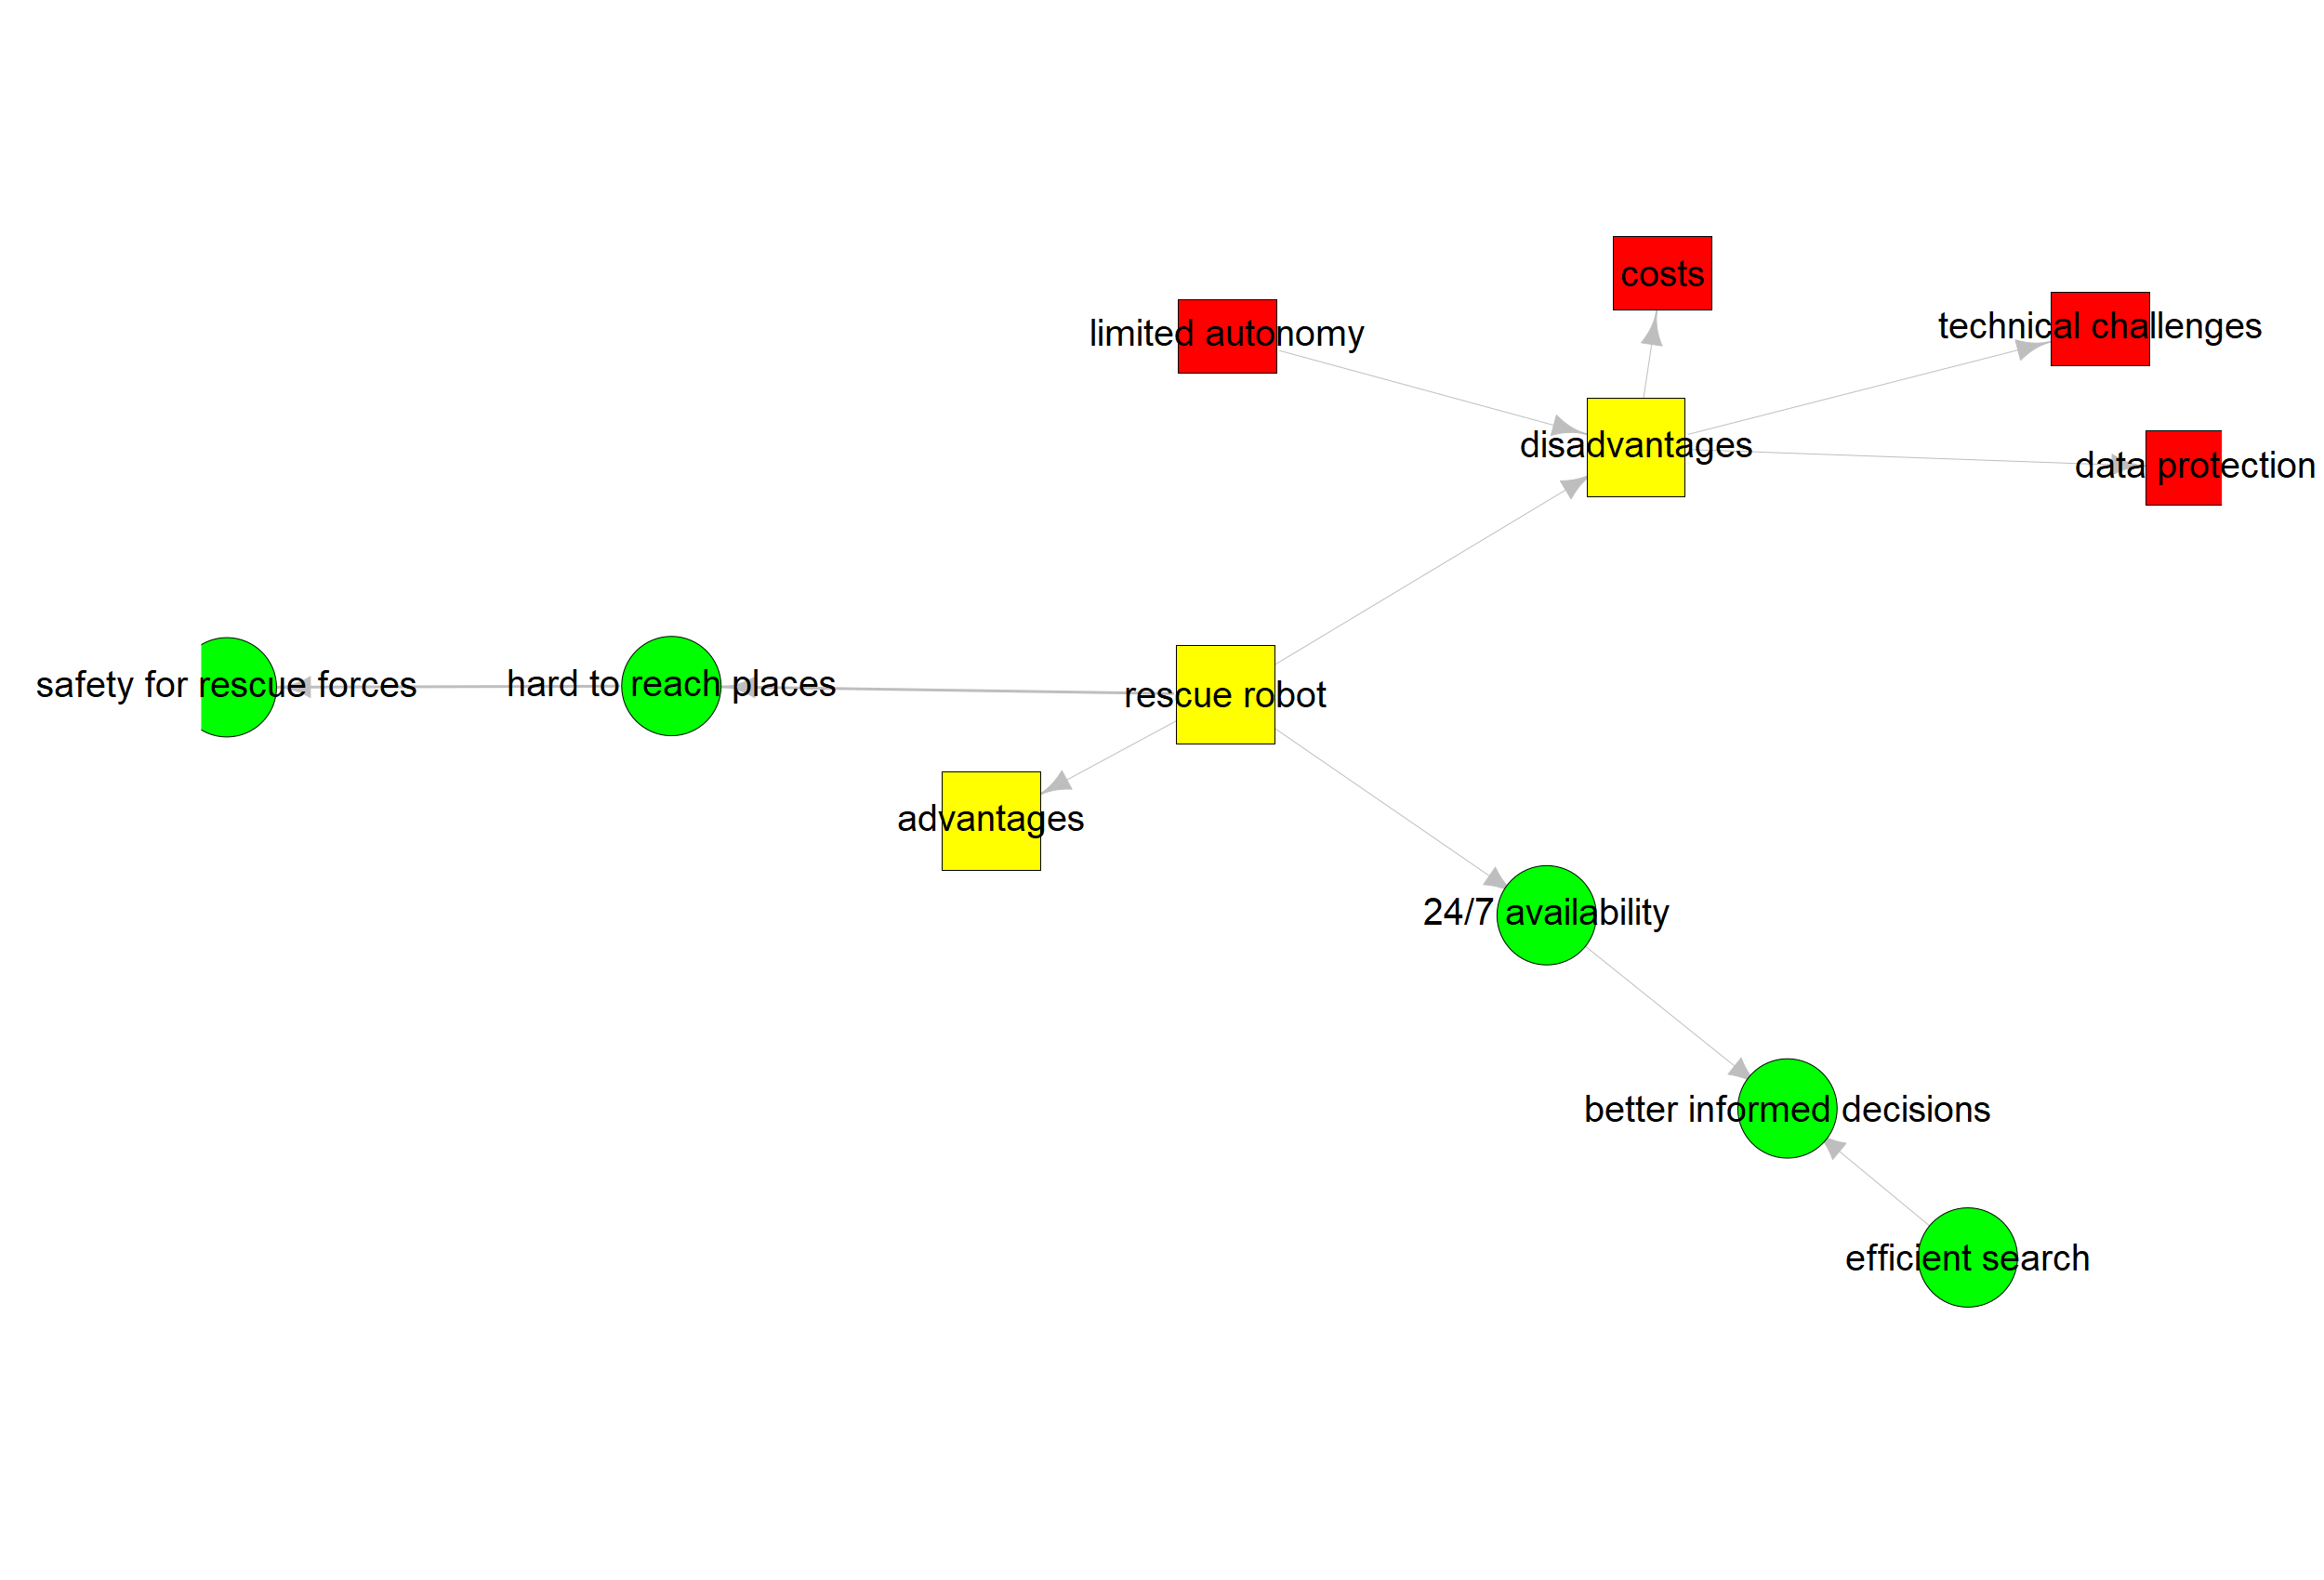 costs
technical challenges
limited autonomy
disadvantages
data protection
safety for rescue forces
hard to reach places
rescue robot
advantages
24/7 availability
better informed decisions
efficient search